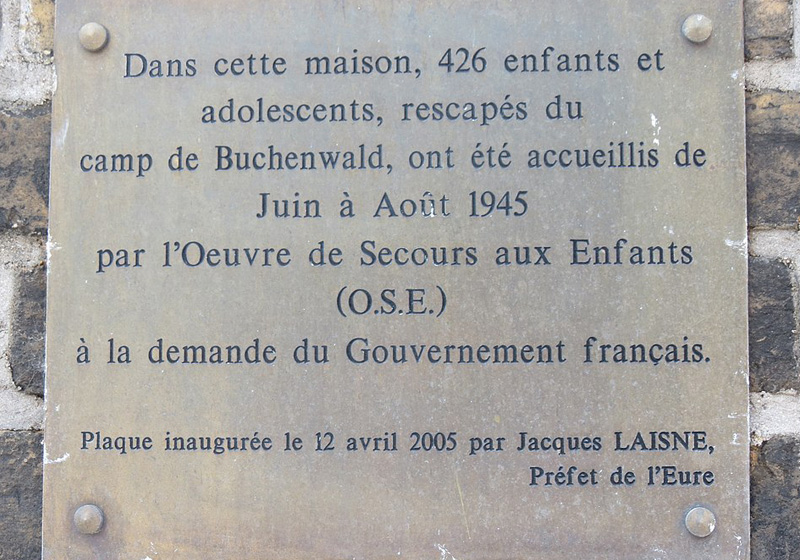 Dans cette maison, 426 enfants et
adolescents, rescapés du
camp de Buchenwald, ont été accueillis de
Juin à Août 1945
par l'Oeuvre de Secours aux Enfants
(O.S.E.)
à la demande du Gouvernement français.
Plaque inaugurée le 12 avril 2005 par Jacques LAISNE,
Préfet de l'Eure